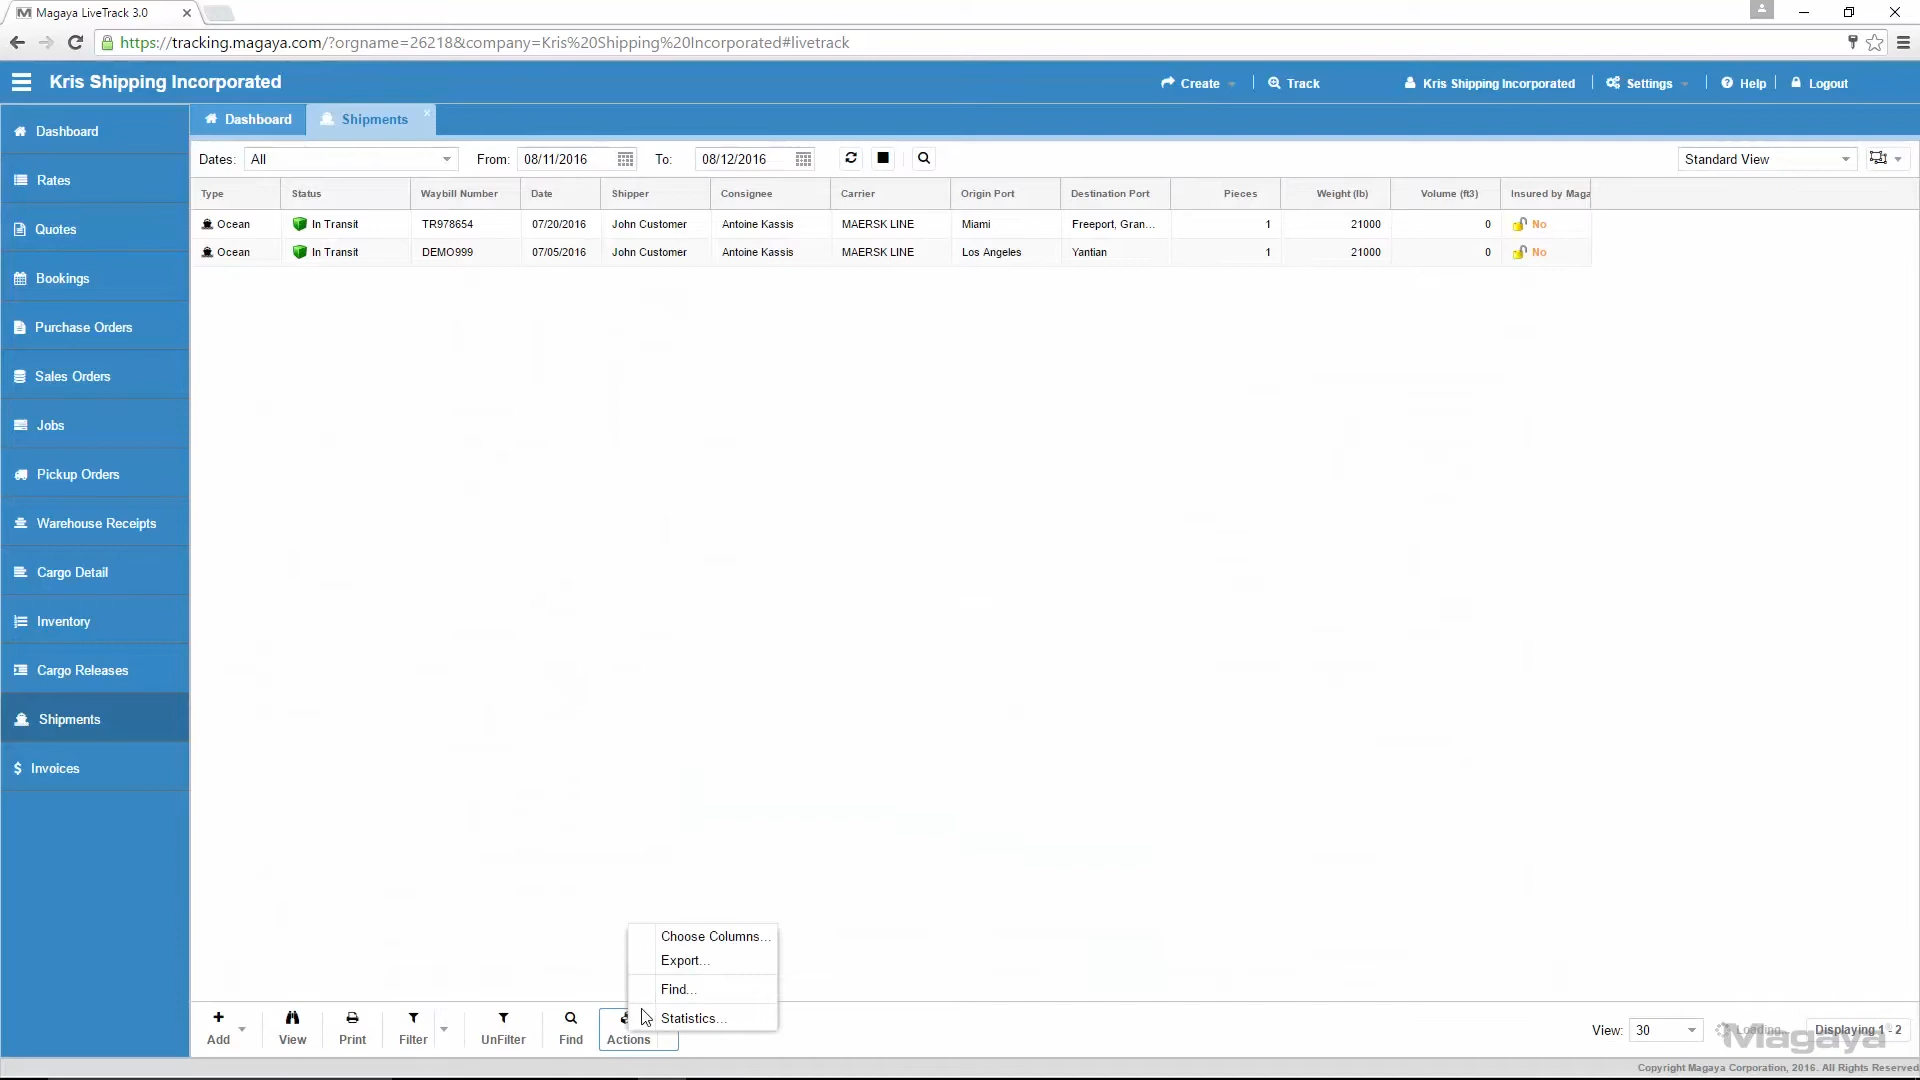 Magaya LiveTrack 3.0
https://tracking.magaya.com/?orgname=26218&company=Kris%20Shipping%20Incorporated#livetrack
Kris Shipping Incorporated
Create
Track
Kris Shipping Incorporated
Settings
Help
Logout
Dashboard
Rates
Quotes
Bookings
Purchase Orders
Sales Orders
Jobs
Pickup Orders
Warehouse Receipts
Cargo Detail
Inventory
Cargo Releases
Shipments
Invoices
Dashboard
Shipments
Dates: All From: 08/11/2016 To: 08/12/2016 Standard View
Type Status Waybill Number Date Shipper Consignee Carrier Origin Port Destination Port Pieces Weight (lb) Volume (ft3) Insured by Maga
Ocean In Transit TR978654 07/20/2016 John Customer Antoine Kassis MAERSK LINE Miami Freeport, Gran... 1 21000 0 No
Ocean In Transit DEMO999 07/05/2016 John Customer Antoine Kassis MAERSK LINE Los Angeles Yantian 1 21000 0 No
Choose Columns...
Export...
Find...
Statistics...
Add View Print Filter UnFilter Find Actions
View: 30 Loading... Displaying 1 - 2
Magaya
Copyright Magaya Corporation, 2016. All Rights Reserved